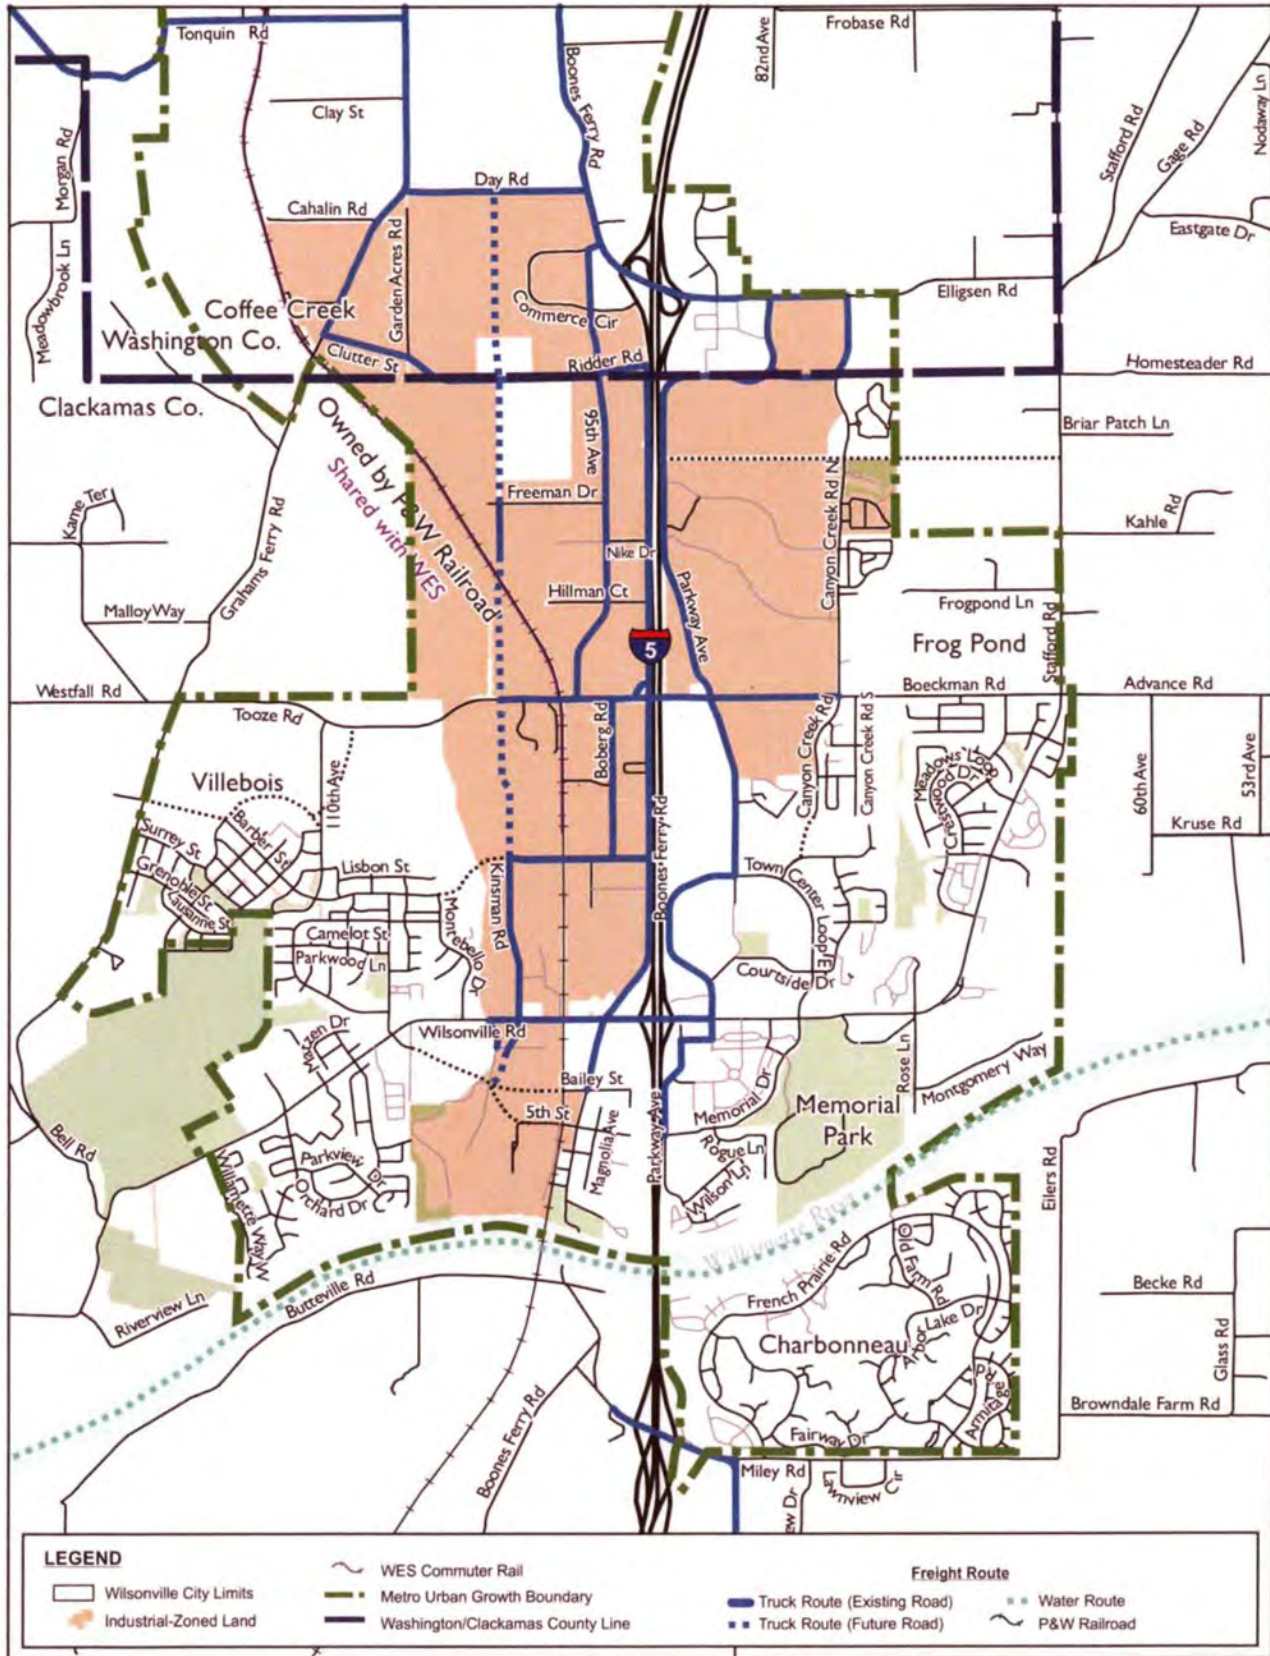 Tonquin Rd
82nd Ave
Frobase Rd
Boones Ferry Rd
Clay St
Morgan Rd
Stafford Rd
Gage Rd
Nodaway Ln
Day Rd
Cahalin Rd
Garden Acres Rd
Eastgate Dr
Meadowbrook Ln
Coffee Creek
Commerce Cir
Elligsen Rd
Washington Co.
Clutter St
Ridder Rd
Homesteader Rd
Clackamas Co.
Owned by P&W Railroad
Shared with WES
95th Ave
Briar Patch Ln
Canyon Creek Rd N
Freeman Dr
Kame Ter
Kahle Rd
Grahams Ferry Rd
Nike Dr
Hillman Ct
Parkway Ave
Malloy Way
Frogpond Ln
5
Frog Pond
Stafford Rd
Westfall Rd
Boeckman Rd
Advance Rd
Tooze Rd
Boberg Rd
Canyon Creek Rd
Canyon Creek Rd S
Villebois
110th Ave
Meadows Loop
Crestwood Dr
60th Ave
53rd Ave
Surrey St
Barber St
Boones Ferry Rd
Kruse Rd
Grenoble St
Lausanne St
Lisbon St
Kinsman Rd
Town Center Loop E
Montebello Dr
Camelot St
Parkwood Ln
Courtside Dr
Matzen Dr
Wilsonville Rd
Rose Ln
Montgomery Way
Bailey St
5th St
Memorial Dr
Memorial
Park
Magnolia Ave
Parkway Ave
Bell Rd
Parkview Dr
Orchard Dr
Rogue Ln
Wilson Ln
Willamette Way W
Eilers Rd
Willamette River
French Prairie Rd
Old Farm Rd
Butteville Rd
Riverview Ln
Becke Rd
Charbonneau
Arbor Lake Dr
Glass Rd
Armitage Rd
Browndale Farm Rd
Boones Ferry Rd
Fairway Dr
Miley Rd
Lawnview Cir
ew Dr
LEGEND
Wilsonville City Limits
Industrial-Zoned Land
WES Commuter Rail
Metro Urban Growth Boundary
Washington/Clackamas County Line
Freight Route
Truck Route (Existing Road)
Truck Route (Future Road)
Water Route
P&W Railroad